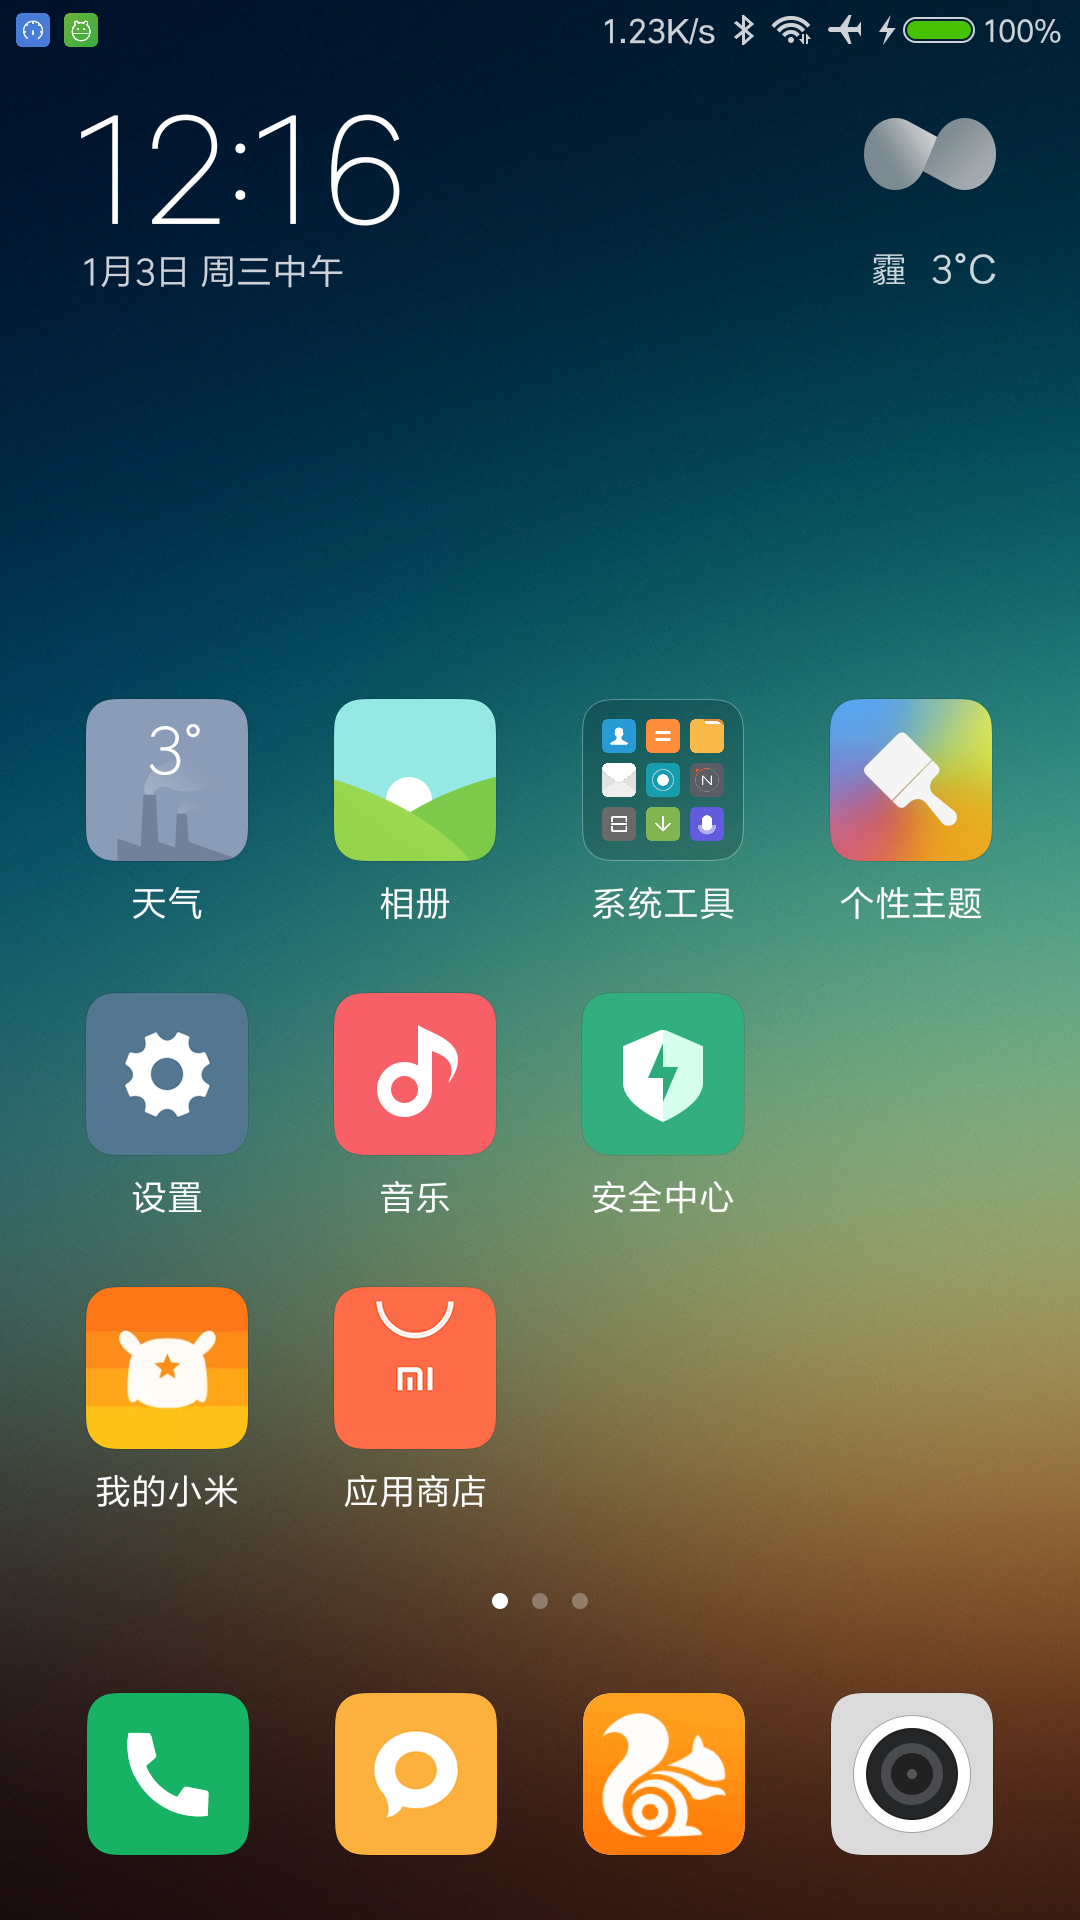 1.23K/s 100%
12:16
1月3日 周三中午
霾 3°C
3°
天气 相册 系统工具 个性主题
设置 音乐 安全中心
mi
我的小米 应用商店